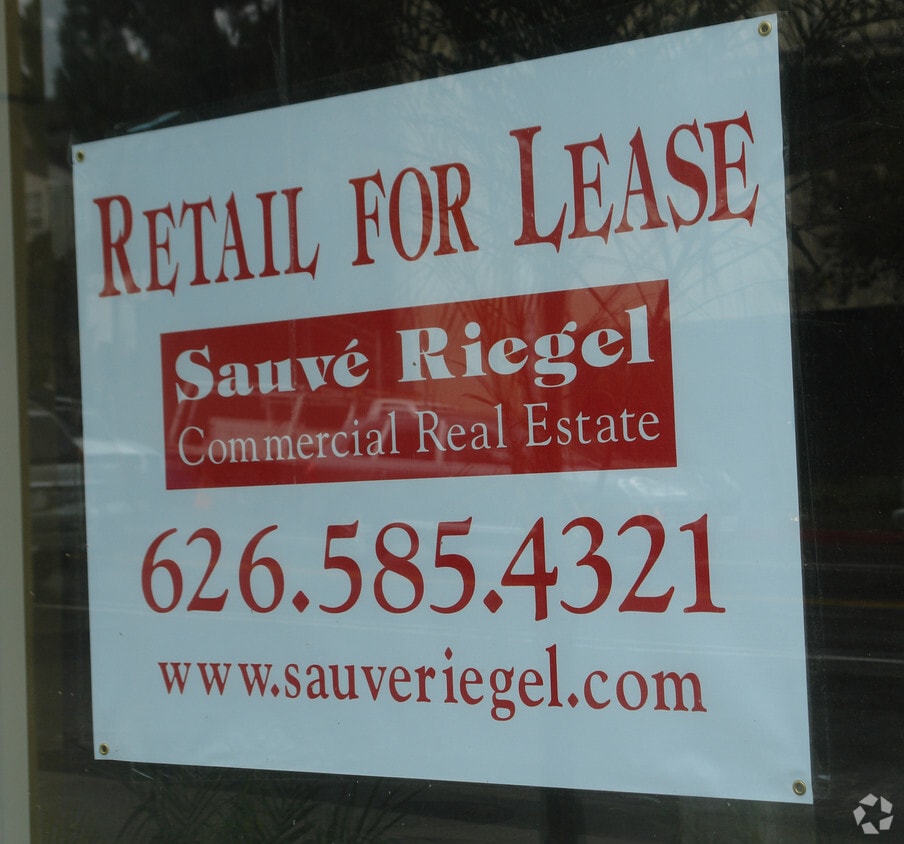 RETAIL FOR LEASE
Sauvé Riegel
Commercial Real Estate
626.585.4321
www.sauveriegel.com